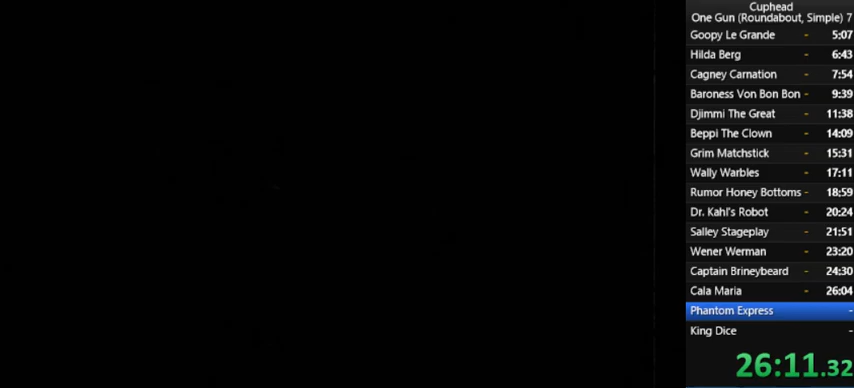 Cuphead
One Gun (Roundabout, Simple) 7
Goopy Le Grande - 5:07
Hilda Berg - 6:43
Cagney Carnation - 7:54
Baroness Von Bon Bon - 9:39
Djimmi The Great - 11:38
Beppi The Clown - 14:09
Grim Matchstick - 15:31
Wally Warbles - 17:11
Rumor Honey Bottoms - 18:59
Dr. Kahl's Robot - 20:24
Salley Stageplay - 21:51
Wener Werman - 23:20
Captain Brineybeard - 24:30
Cala Maria - 26:04
Phantom Express -
King Dice -
26:11.32